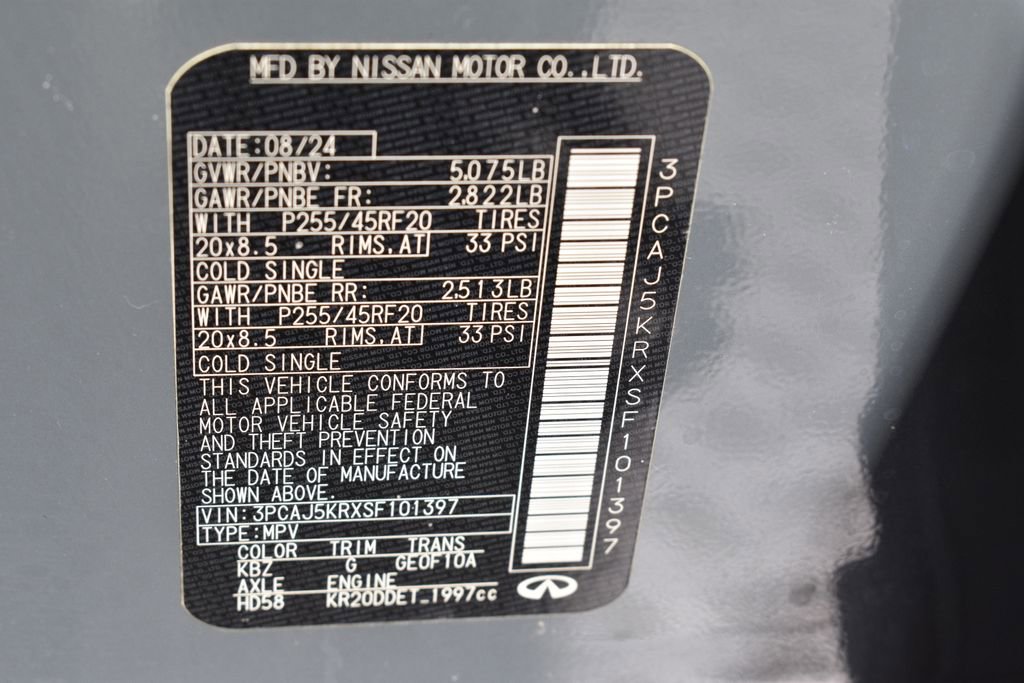 MFD BY NISSAN MOTOR CO.,LTD.
DATE:08/24
GVWR/PNBV: 5,075LB
GAWR/PNBE FR: 2,822LB
WITH P255/45RF20 TIRES
20x8.5 RIMS,AT 33 PSI
COLD SINGLE
GAWR/PNBE RR: 2,513LB
WITH P255/45RF20 TIRES
20x8.5 RIMS,AT 33 PSI
COLD SINGLE
THIS VEHICLE CONFORMS TO
ALL APPLICABLE FEDERAL
MOTOR VEHICLE SAFETY
AND THEFT PREVENTION
STANDARDS IN EFFECT ON
THE DATE OF MANUFACTURE
SHOWN ABOVE.
VIN:3PCAJ5KRXSF101397
TYPE:MPV
COLOR TRIM TRANS
KBZ G GE0F10A
AXLE ENGINE
HD58 KR20DDET_1997cc
3PCAJ5KRXSF101397